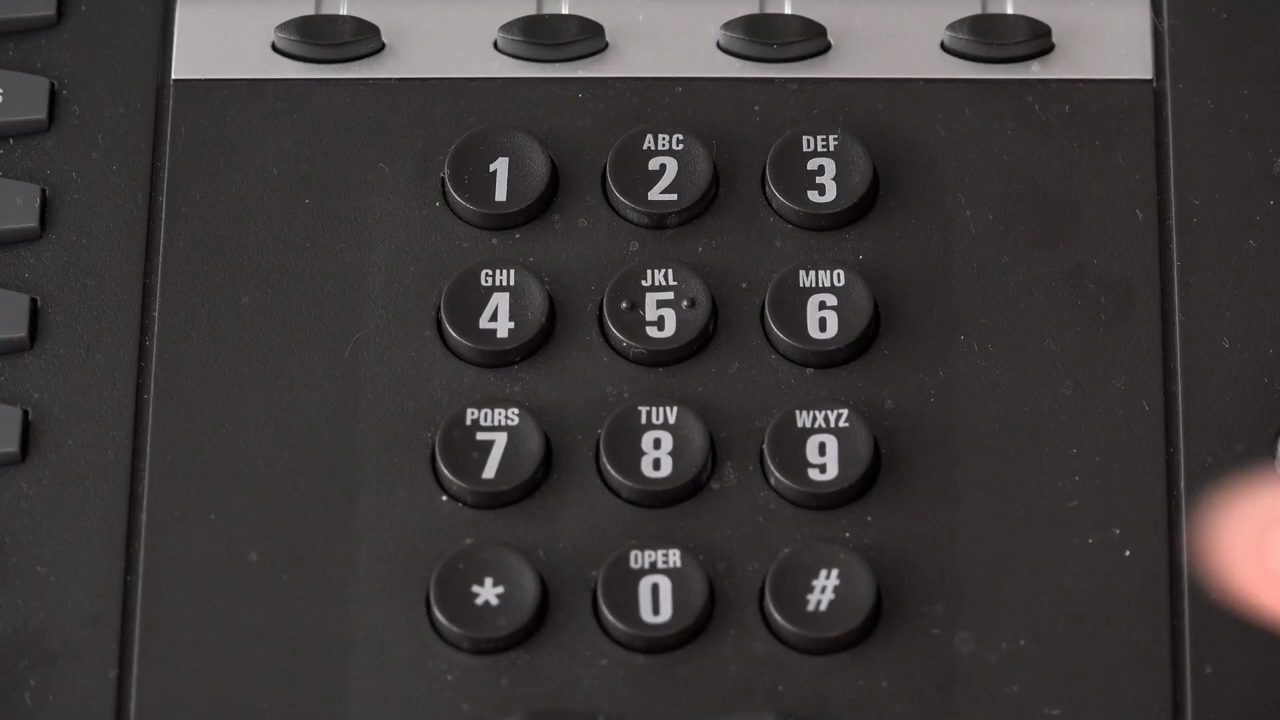 S
1
ABC
2
DEF
3
GHI
4
JKL
5
MNO
6
PQRS
7
TUV
8
WXYZ
9
*
OPER
0
#